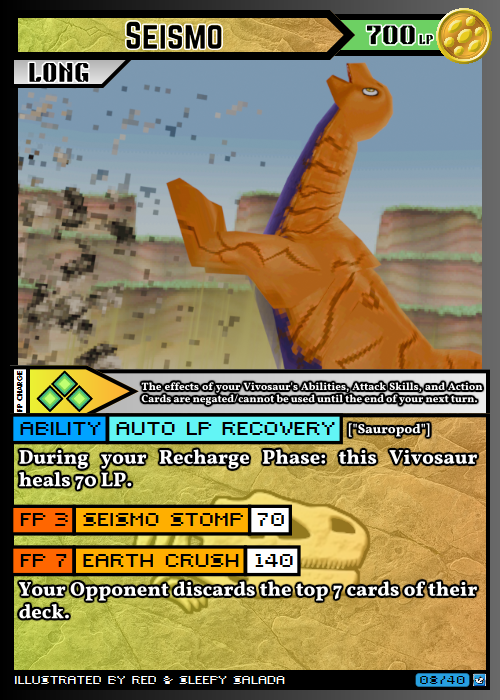 SEISMO
700 LP
LONG
FP CHARGE
The effects of your Vivosaur's Abilities, Attack Skills, and Action
Cards are negated/cannot be used until the end of your next turn.
ABILITY AUTO LP RECOVERY ["Sauropod"]
During your Recharge Phase: this Vivosaur
heals 70 LP.
FP 3 SEISMO STOMP 70
FP 7 EARTH CRUSH 140
Your Opponent discards the top 7 cards of their
deck.
ILLUSTRATED BY RED & SLEEPY SALADA
08/40